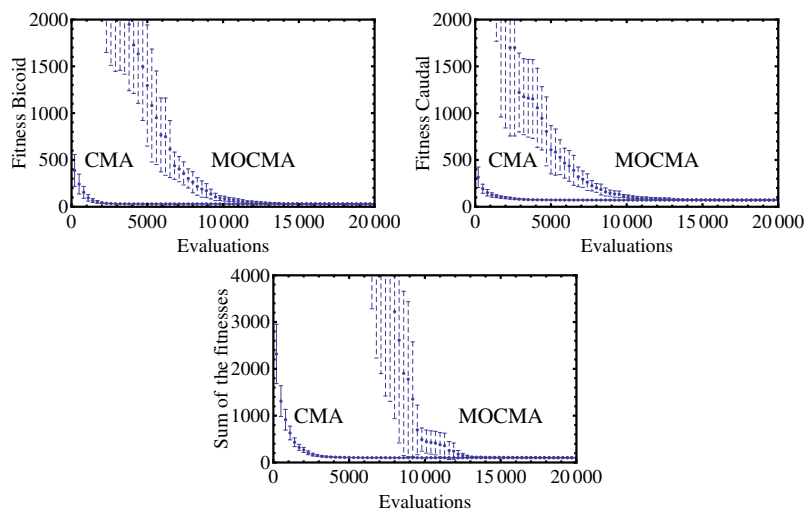 2000
1500
1000
500
0
Fitness Bicoid
CMA
MOCMA
0 5000 10 000 15 000 20 000
Evaluations
2000
1500
1000
500
0
Fitness Caudal
CMA
MOCMA
0 5000 10 000 15 000 20 000
Evaluations
4000
3000
2000
1000
0
Sum of the fitnesses
CMA
MOCMA
0 5000 10 000 15 000 20 000
Evaluations